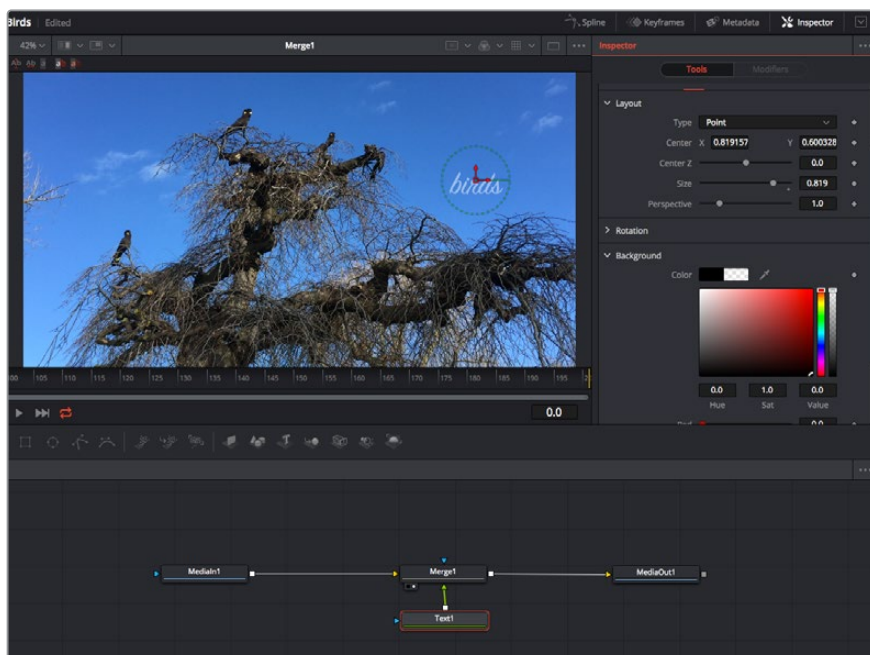 Birds Edited Spline Keyframes Metadata Inspector
42% Merge1 Inspector
Tools Modifiers
Layout
Type Point
Center X 0.819157 Y 0.600328
Center Z 0.0
birds
Size 0.819
Perspective 1.0
Rotation
Background
Color
105 110 115 120 125 130 135 140 145 150 155 160 165 170 175 180 185 190 195
0.0 1.0 0.0
Hue Sat Value
0.0
MediaIn1 Merge1 MediaOut1
Text1